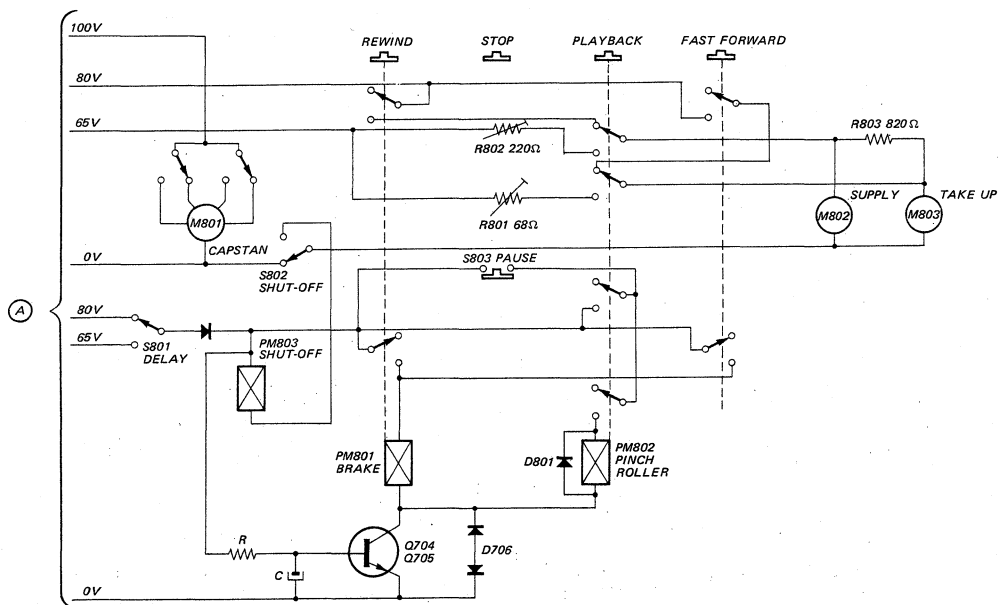 100V
REWIND
STOP
PLAYBACK
FAST FORWARD
80V
65V
R802 220Ω
R803 820Ω
R801 68Ω
SUPPLY
TAKE UP
M801
M802
M803
CAPSTAN
0V
S802
SHUT-OFF
S803 PAUSE
A
80V
65V
S801
DELAY
PM803
SHUT-OFF
PM801
BRAKE
D801
PM802
PINCH
ROLLER
R
Q704
Q705
D706
C
0V